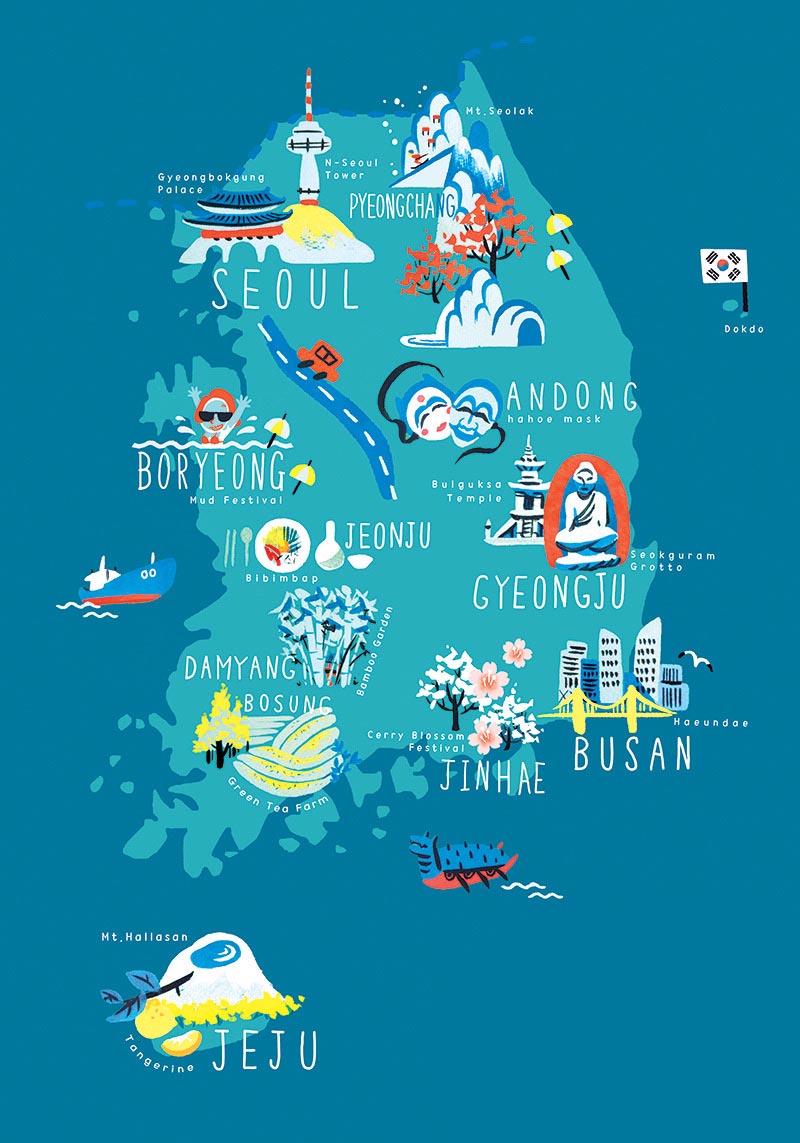 Mt.Seolak
N-Seoul
Tower
Gyeongbokgung
Palace
PYEONGCHANG
SEOUL
Dokdo
ANDONG
hahoe mask
BORYEONG
Mud Festival
Bulguksa
Temple
JEONJU
Bibimbap
Seokguram
Grotto
GYEONGJU
Bamboo Garden
DAMYANG
BOSUNG
Green Tea Farm
Cerry Blossom
Festival
JINHAE
Haeundae
BUSAN
Mt.Hallasan
Tangerine
JEJU